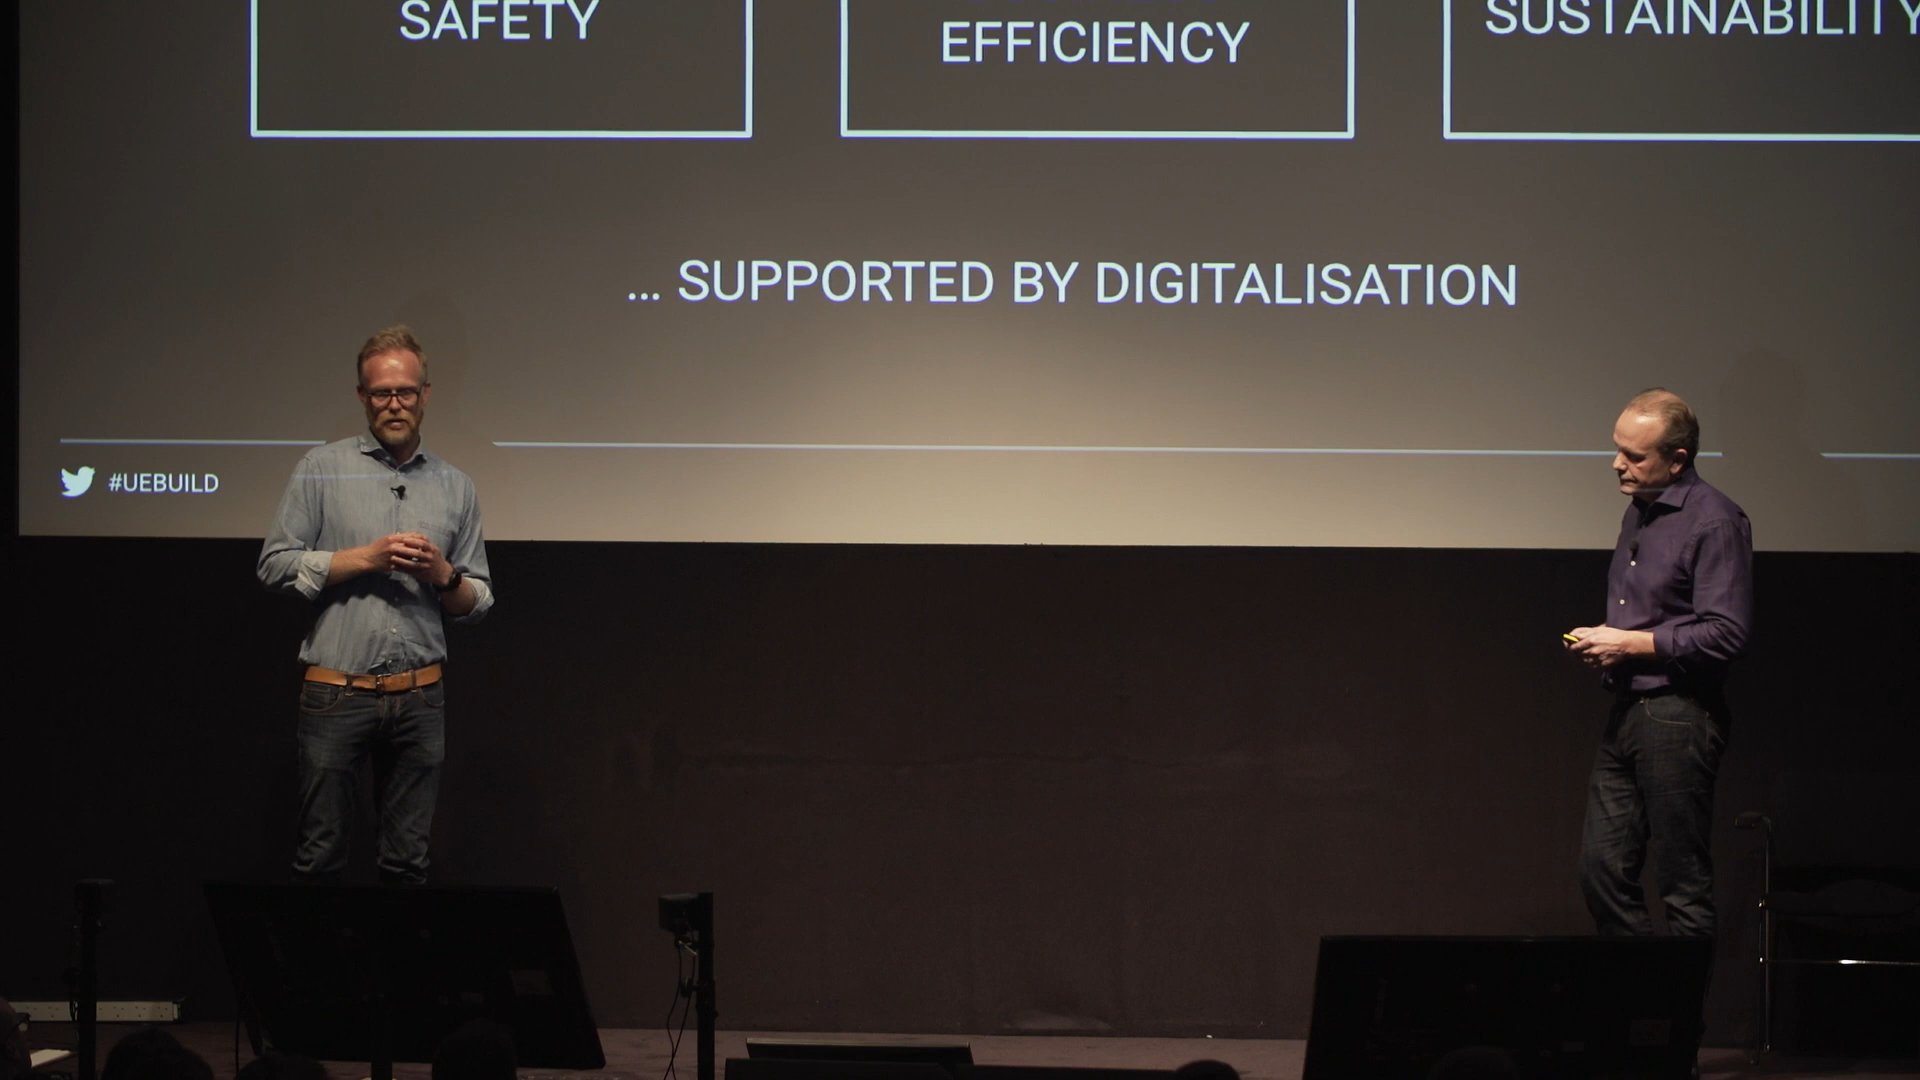 SAFETY
EFFICIENCY
SUSTAINABILITY
... SUPPORTED BY DIGITALISATION
#UEBUILD